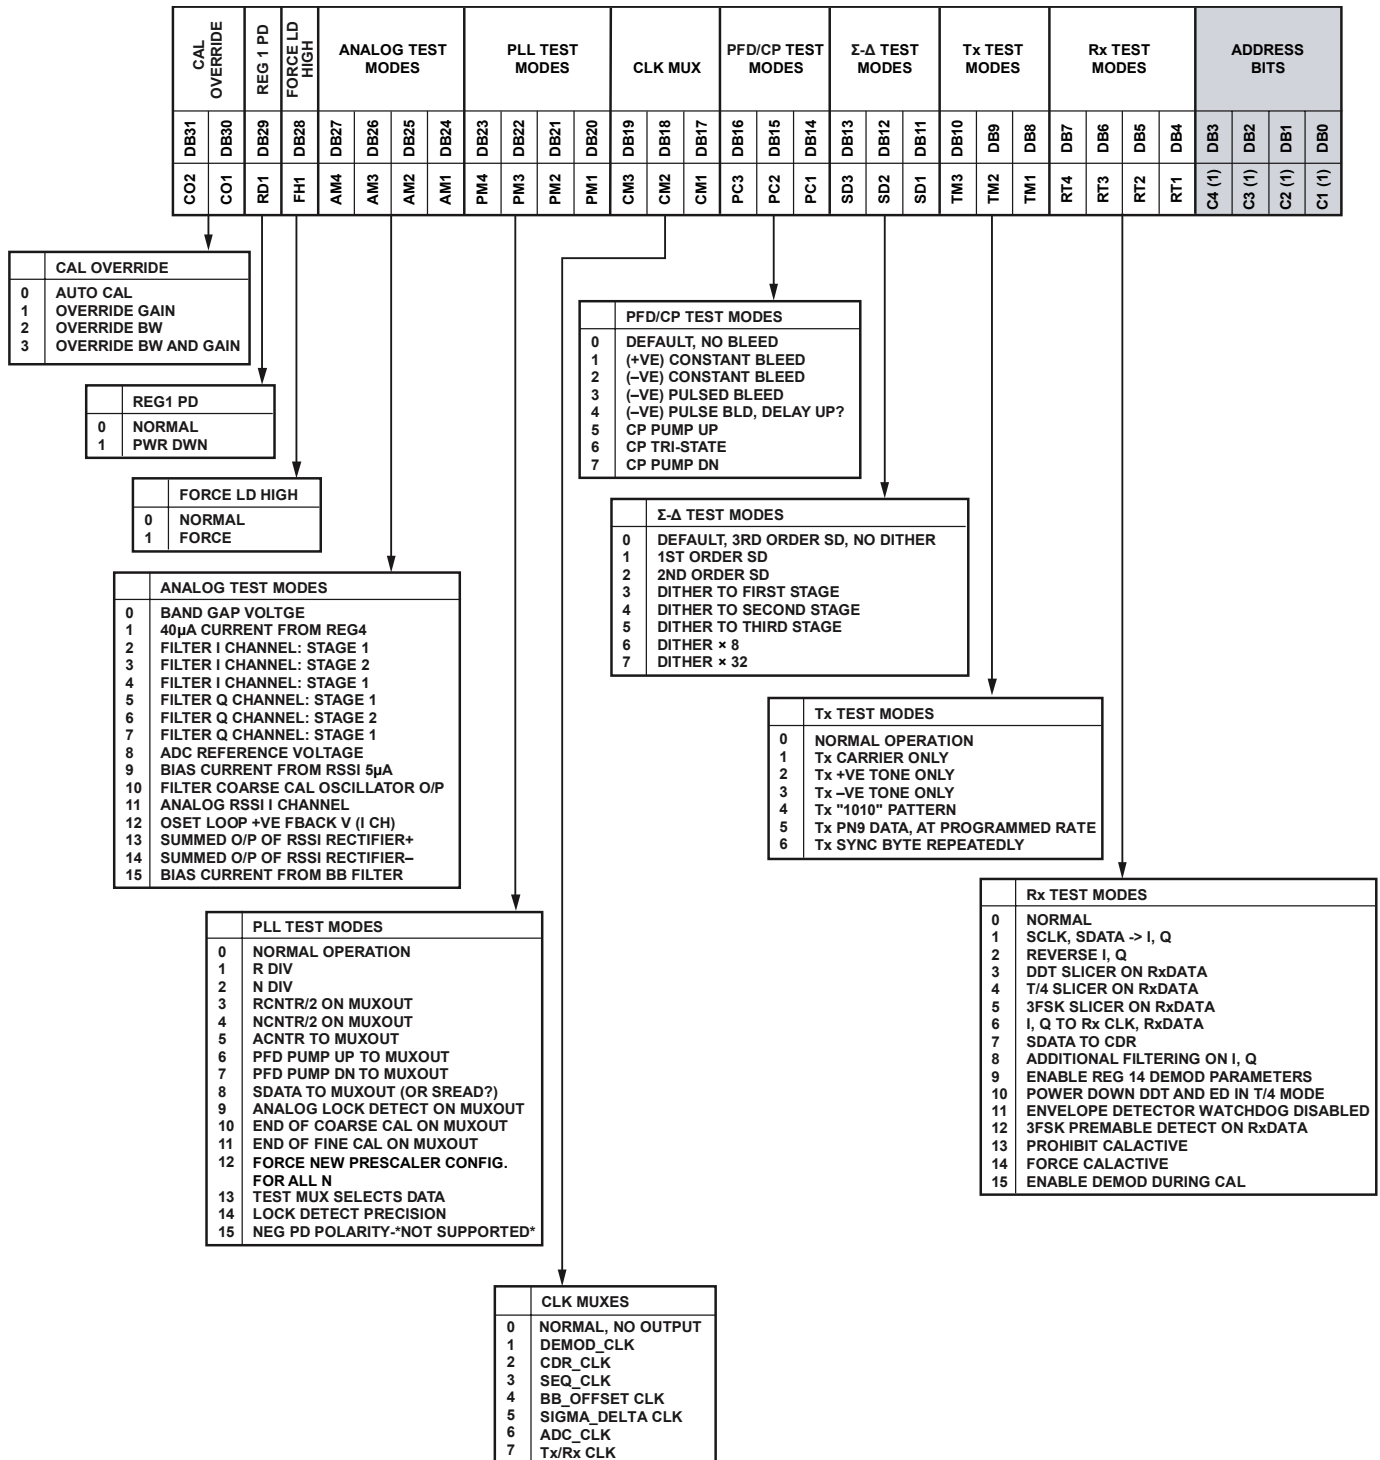 CAL
OVERRIDE
REG 1 PD
FORCE LD
HIGH
ANALOG TEST
MODES
PLL TEST
MODES
CLK MUX
PFD/CP TEST
MODES
Σ-Δ TEST
MODES
Tx TEST
MODES
Rx TEST
MODES
ADDRESS
BITS
DB31 DB30 DB29 DB28 DB27 DB26 DB25 DB24 DB23 DB22 DB21 DB20 DB19 DB18 DB17 DB16 DB15 DB14 DB13 DB12 DB11 DB10 DB9 DB8 DB7 DB6 DB5 DB4 DB3 DB2 DB1 DB0
CO2 CO1 RD1 FH1 AM4 AM3 AM2 AM1 PM4 PM3 PM2 PM1 CM3 CM2 CM1 PC3 PC2 PC1 SD3 SD2 SD1 TM3 TM2 TM1 RT4 RT3 RT2 RT1 C4 (1) C3 (1) C2 (1) C1 (1)
CAL OVERRIDE
0 AUTO CAL
1 OVERRIDE GAIN
2 OVERRIDE BW
3 OVERRIDE BW AND GAIN
REG1 PD
0 NORMAL
1 PWR DWN
FORCE LD HIGH
0 NORMAL
1 FORCE
ANALOG TEST MODES
0 BAND GAP VOLTGE
1 40µA CURRENT FROM REG4
2 FILTER I CHANNEL: STAGE 1
3 FILTER I CHANNEL: STAGE 2
4 FILTER I CHANNEL: STAGE 1
5 FILTER Q CHANNEL: STAGE 1
6 FILTER Q CHANNEL: STAGE 2
7 FILTER Q CHANNEL: STAGE 1
8 ADC REFERENCE VOLTAGE
9 BIAS CURRENT FROM RSSI 5µA
10 FILTER COARSE CAL OSCILLATOR O/P
11 ANALOG RSSI I CHANNEL
12 OSET LOOP +VE FBACK V (I CH)
13 SUMMED O/P OF RSSI RECTIFIER+
14 SUMMED O/P OF RSSI RECTIFIER–
15 BIAS CURRENT FROM BB FILTER
PLL TEST MODES
0 NORMAL OPERATION
1 R DIV
2 N DIV
3 RCNTR/2 ON MUXOUT
4 NCNTR/2 ON MUXOUT
5 ACNTR TO MUXOUT
6 PFD PUMP UP TO MUXOUT
7 PFD PUMP DN TO MUXOUT
8 SDATA TO MUXOUT (OR SREAD?)
9 ANALOG LOCK DETECT ON MUXOUT
10 END OF COARSE CAL ON MUXOUT
11 END OF FINE CAL ON MUXOUT
12 FORCE NEW PRESCALER CONFIG.
FOR ALL N
13 TEST MUX SELECTS DATA
14 LOCK DETECT PRECISION
15 NEG PD POLARITY-*NOT SUPPORTED*
CLK MUXES
0 NORMAL, NO OUTPUT
1 DEMOD_CLK
2 CDR_CLK
3 SEQ_CLK
4 BB_OFFSET CLK
5 SIGMA_DELTA CLK
6 ADC_CLK
7 Tx/Rx CLK
PFD/CP TEST MODES
0 DEFAULT, NO BLEED
1 (+VE) CONSTANT BLEED
2 (–VE) CONSTANT BLEED
3 (–VE) PULSED BLEED
4 (–VE) PULSE BLD, DELAY UP?
5 CP PUMP UP
6 CP TRI-STATE
7 CP PUMP DN
Σ-Δ TEST MODES
0 DEFAULT, 3RD ORDER SD, NO DITHER
1 1ST ORDER SD
2 2ND ORDER SD
3 DITHER TO FIRST STAGE
4 DITHER TO SECOND STAGE
5 DITHER TO THIRD STAGE
6 DITHER × 8
7 DITHER × 32
Tx TEST MODES
0 NORMAL OPERATION
1 Tx CARRIER ONLY
2 Tx +VE TONE ONLY
3 Tx –VE TONE ONLY
4 Tx "1010" PATTERN
5 Tx PN9 DATA, AT PROGRAMMED RATE
6 Tx SYNC BYTE REPEATEDLY
Rx TEST MODES
0 NORMAL
1 SCLK, SDATA -> I, Q
2 REVERSE I, Q
3 DDT SLICER ON RxDATA
4 T/4 SLICER ON RxDATA
5 3FSK SLICER ON RxDATA
6 I, Q TO Rx CLK, RxDATA
7 SDATA TO CDR
8 ADDITIONAL FILTERING ON I, Q
9 ENABLE REG 14 DEMOD PARAMETERS
10 POWER DOWN DDT AND ED IN T/4 MODE
11 ENVELOPE DETECTOR WATCHDOG DISABLED
12 3FSK PREMABLE DETECT ON RxDATA
13 PROHIBIT CALACTIVE
14 FORCE CALACTIVE
15 ENABLE DEMOD DURING CAL